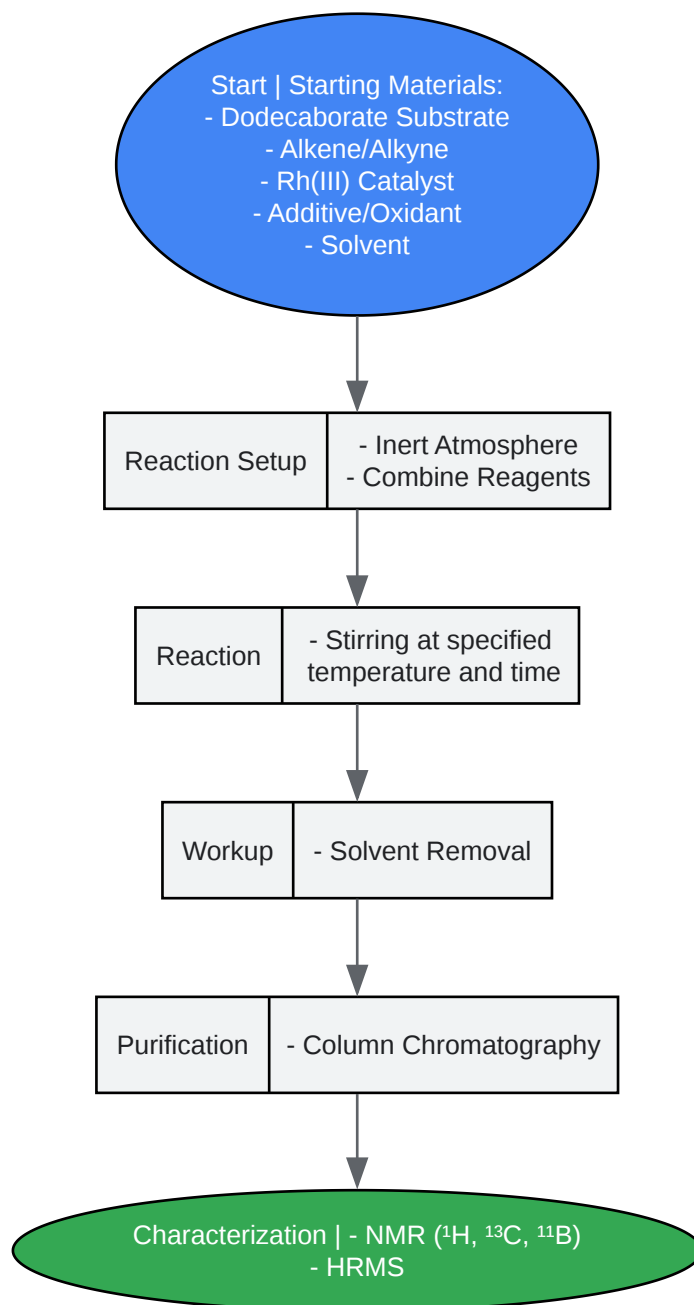 Start | Starting Materials:
- Dodecaborate Substrate
- Alkene/Alkyne
- Rh(III) Catalyst
- Additive/Oxidant
- Solvent
Reaction Setup
- Inert Atmosphere
- Combine Reagents
Reaction
- Stirring at specified
temperature and time
Workup
- Solvent Removal
Purification
- Column Chromatography
Characterization | - NMR (¹H, ¹³C, ¹¹B)
- HRMS